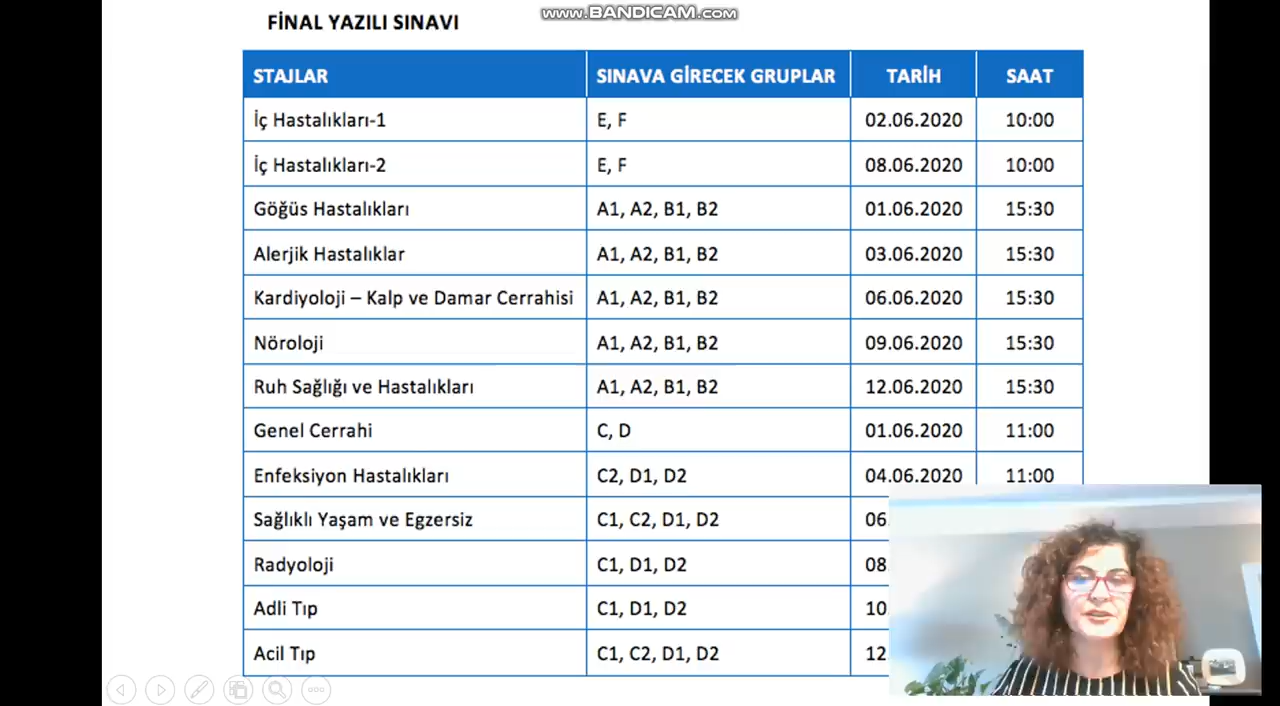 www.BANDICAM.com
FİNAL YAZILI SINAVI
STAJLAR SINAVA GİRECEK GRUPLAR TARİH SAAT
İç Hastalıkları-1 E, F 02.06.2020 10:00
İç Hastalıkları-2 E, F 08.06.2020 10:00
Göğüs Hastalıkları A1, A2, B1, B2 01.06.2020 15:30
Alerjik Hastalıklar A1, A2, B1, B2 03.06.2020 15:30
Kardiyoloji – Kalp ve Damar Cerrahisi A1, A2, B1, B2 06.06.2020 15:30
Nöroloji A1, A2, B1, B2 09.06.2020 15:30
Ruh Sağlığı ve Hastalıkları A1, A2, B1, B2 12.06.2020 15:30
Genel Cerrahi C, D 01.06.2020 11:00
Enfeksiyon Hastalıkları C2, D1, D2 04.06.2020 11:00
Sağlıklı Yaşam ve Egzersiz C1, C2, D1, D2 06
Radyoloji C1, D1, D2 08
Adli Tıp C1, D1, D2 10
Acil Tıp C1, C2, D1, D2 12